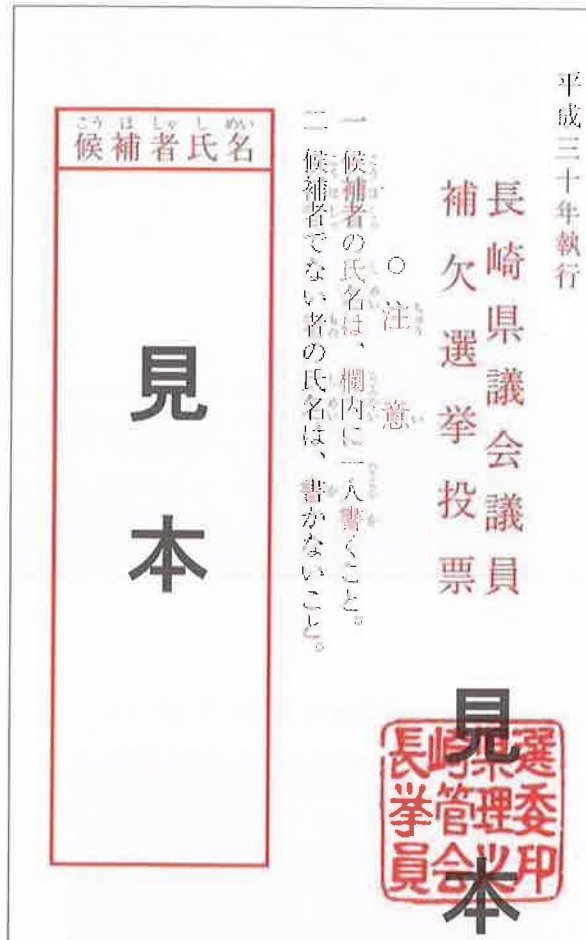 平成三十年執行
長崎県議会議員
補欠選挙投票
○注意
ちゅうい
一 候補者の氏名は、欄内に一人書くこと。
二 候補者でない者の氏名は、書かないこと。
こうほしゃしめい
候補者氏名
見本
見本
長崎県選
挙管理委
員会之印